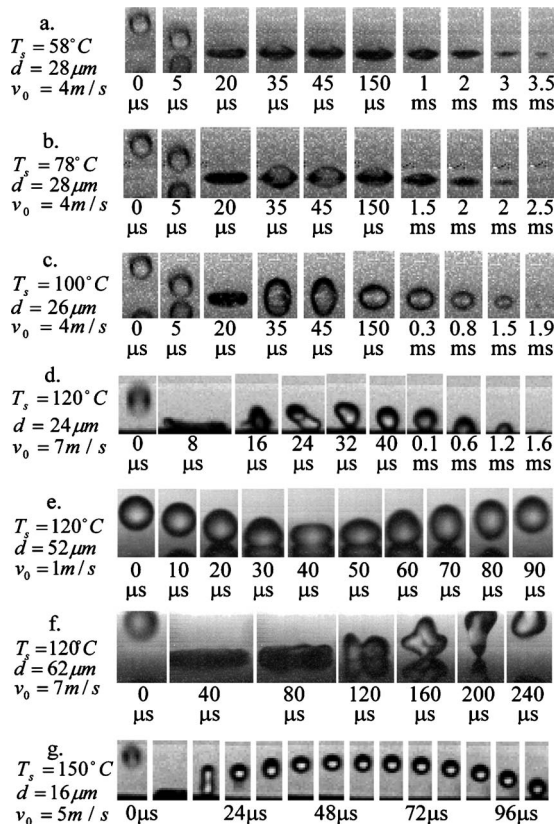 a.
T_s = 58°C
d = 28μm
v_0 = 4m/s
0 5 20 35 45 150 1 2 3 3.5
μs μs μs μs μs μs ms ms ms ms
b.
T_s = 78°C
d = 28μm
v_0 = 4m/s
0 5 20 35 45 150 1.5 2 2 2.5
μs μs μs μs μs μs ms ms ms ms
c.
T_s = 100°C
d = 26μm
v_0 = 4m/s
0 5 20 35 45 150 0.3 0.8 1.5 1.9
μs μs μs μs μs μs ms ms ms ms
d.
T_s = 120°C
d = 24μm
v_0 = 7m/s
0 8 16 24 32 40 0.1 0.6 1.2 1.6
μs μs μs μs μs μs ms ms ms ms
e.
T_s = 120°C
d = 52μm
v_0 = 1m/s
0 10 20 30 40 50 60 70 80 90
μs μs μs μs μs μs μs μs μs μs
f.
T_s = 120°C
d = 62μm
v_0 = 7m/s
0 40 80 120 160 200 240
μs μs μs μs μs μs μs
g.
T_s = 150°C
d = 16μm
v_0 = 5m/s
0μs 24μs 48μs 72μs 96μs